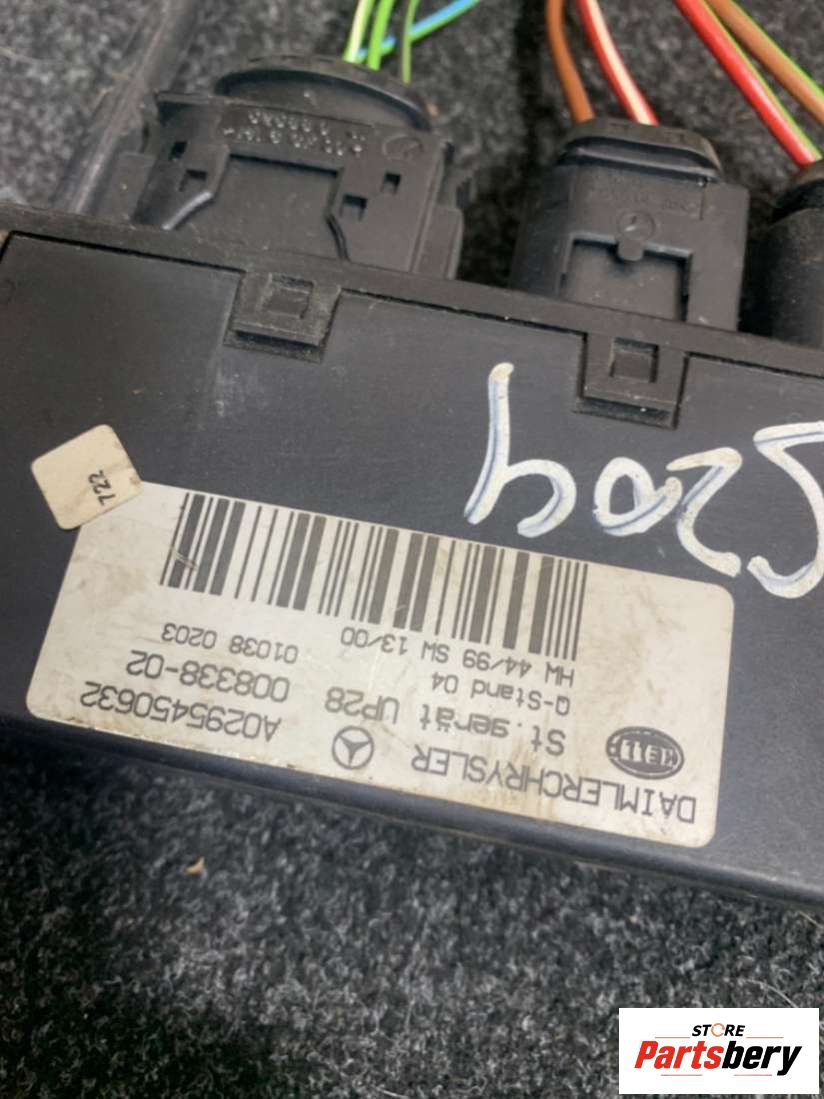 DAIMLERCHRYSLER A0295450632
HELLA
St.gerät UP28 008338-02
Q-Stand 04
HW 44/99 SW 13/00 01038 0203
722
STORE
Partsbery